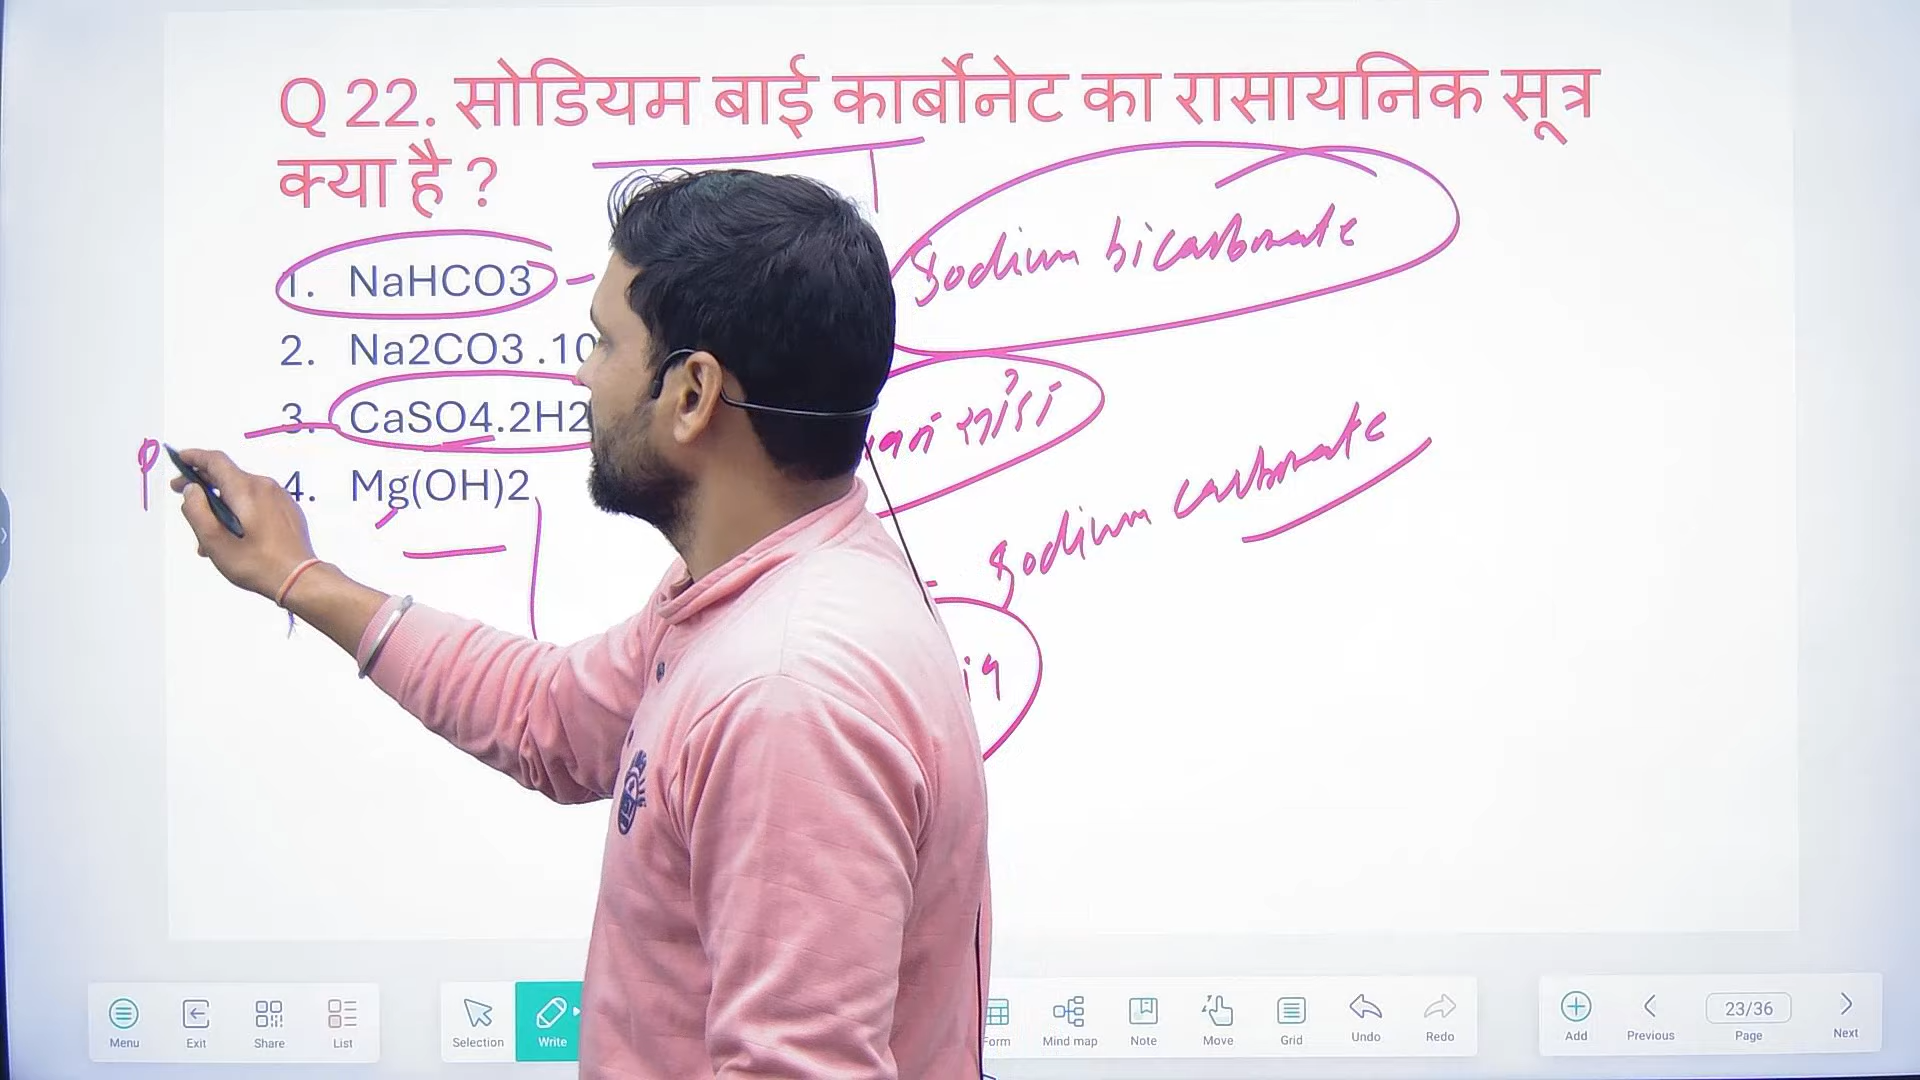 Q 22. सोडियम बाई कार्बोनेट का रासायनिक सूत्र
क्या है ?
1. NaHCO3
Sodium bicarbonate
2. Na2CO3 .10
3. CaSO4.2H2
4. Mg(OH)2
Sodium carbonate
P
Menu Exit Share List Selection Write Form Mind map Note Move Grid Undo Redo Add Previous 23/36 Page Next